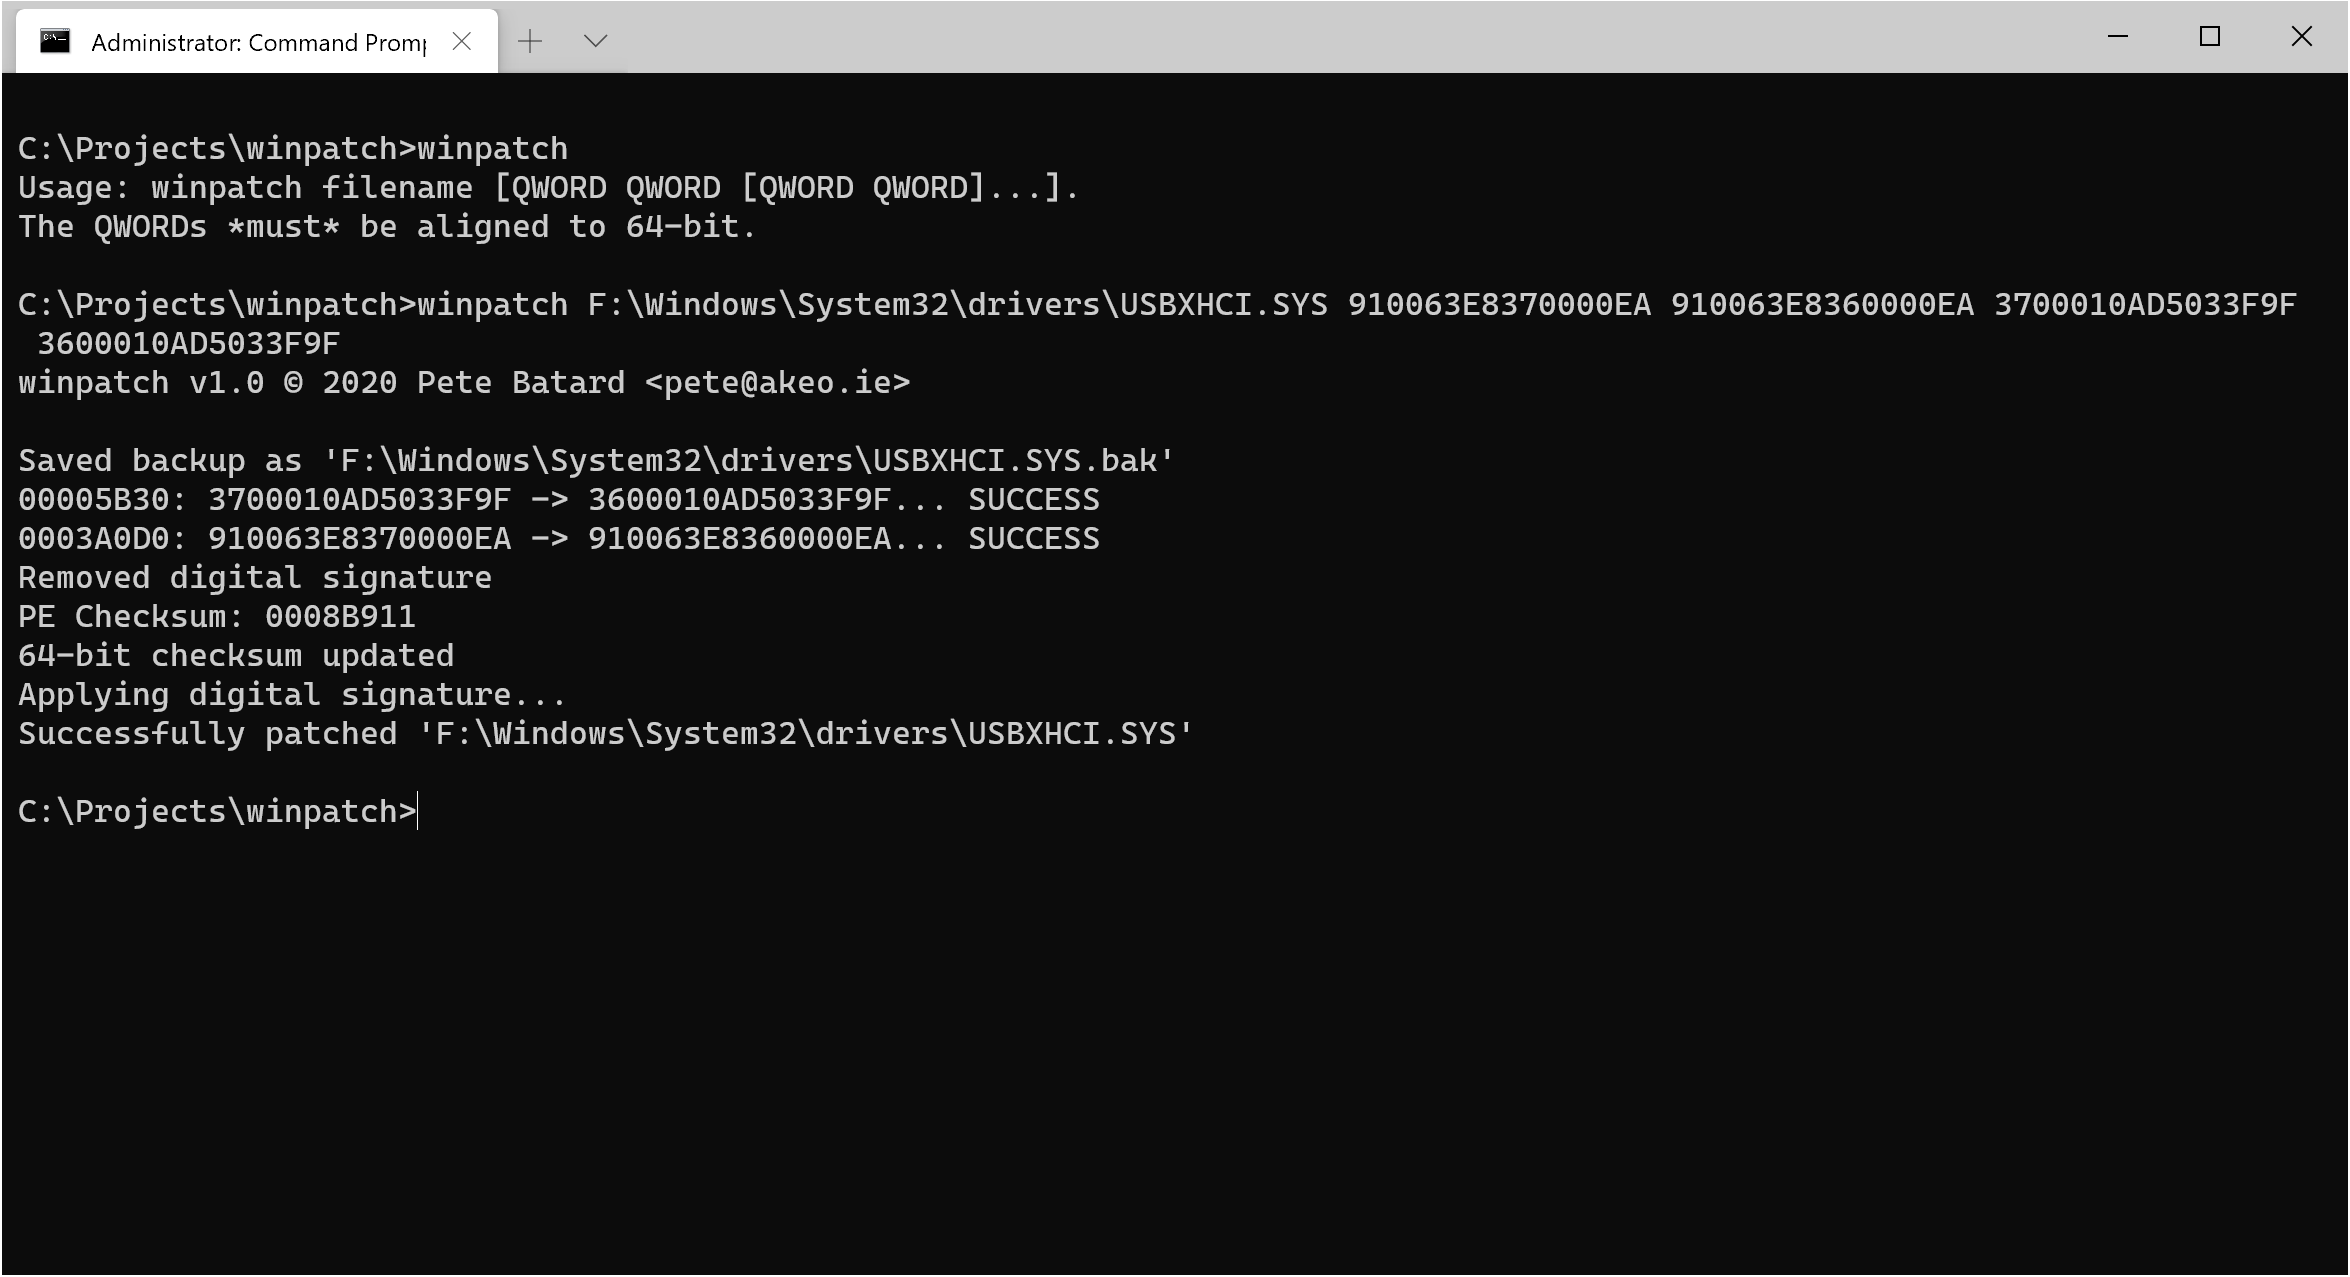 Administrator: Command Promp
C:\Projects\winpatch>winpatch
Usage: winpatch filename [QWORD QWORD [QWORD QWORD]...].
The QWORDs *must* be aligned to 64-bit.
C:\Projects\winpatch>winpatch F:\Windows\System32\drivers\USBXHCI.SYS 910063E8370000EA 910063E8360000EA 3700010AD5033F9F
3600010AD5033F9F
winpatch v1.0 © 2020 Pete Batard <pete@akeo.ie>
Saved backup as 'F:\Windows\System32\drivers\USBXHCI.SYS.bak'
00005B30: 3700010AD5033F9F -> 3600010AD5033F9F... SUCCESS
0003A0D0: 910063E8370000EA -> 910063E8360000EA... SUCCESS
Removed digital signature
PE Checksum: 0008B911
64-bit checksum updated
Applying digital signature...
Successfully patched 'F:\Windows\System32\drivers\USBXHCI.SYS'
C:\Projects\winpatch>